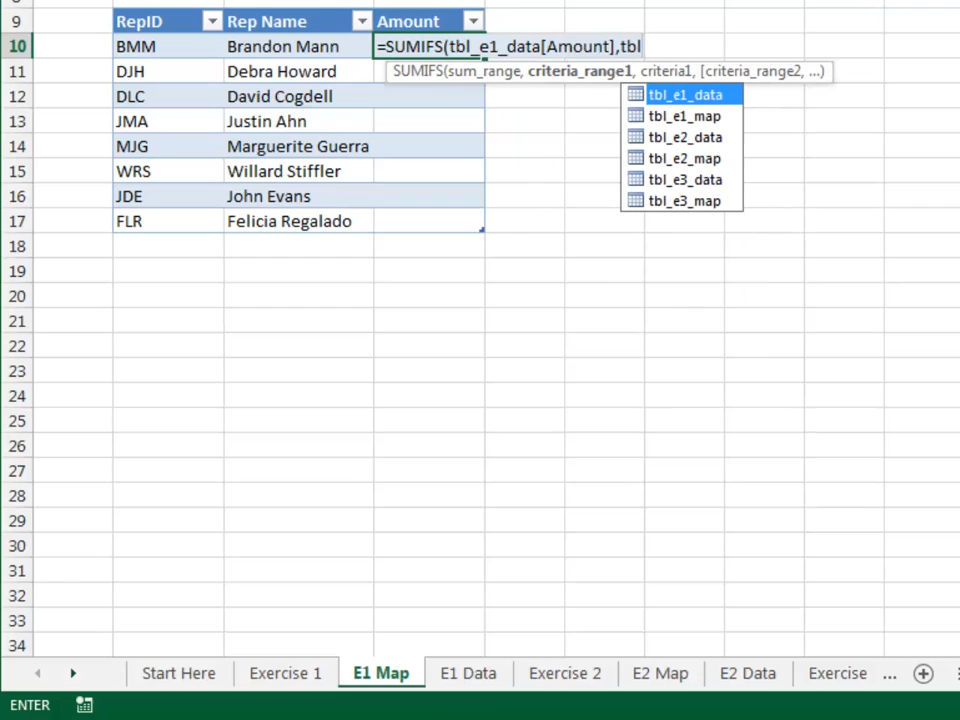 9 RepID Rep Name Amount
10 BMM Brandon Mann =SUMIFS(tbl_e1_data[Amount],tbl
SUMIFS(sum_range, criteria_range1, criteria1, [criteria_range2, ...)
11 DJH Debra Howard
tbl_e1_data
12 DLC David Cogdell
tbl_e1_map
13 JMA Justin Ahn
tbl_e2_data
14 MJG Marguerite Guerra
tbl_e2_map
15 WRS Willard Stiffler
tbl_e3_data
16 JDE John Evans
tbl_e3_map
17 FLR Felicia Regalado
18
19
20
21
22
23
24
25
26
27
28
29
30
31
32
33
34
Start Here Exercise 1 E1 Map E1 Data Exercise 2 E2 Map E2 Data Exercise ...
ENTER